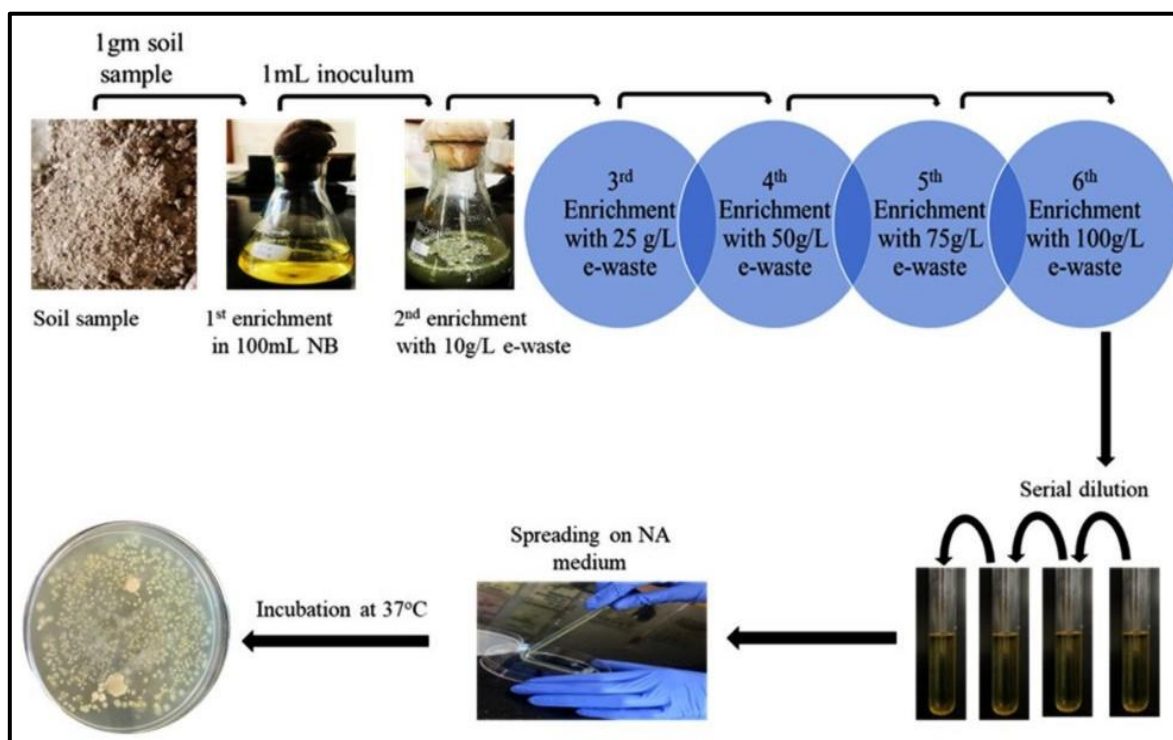 1gm soil
sample
1mL inoculum
Soil sample
1st enrichment
in 100mL NB
2nd enrichment
with 10g/L e-waste
3rd
Enrichment
with 25 g/L
e-waste
4th
Enrichment
with 50g/L
e-waste
5th
Enrichment
with 75g/L
e-waste
6th
Enrichment
with 100g/L
e-waste
Serial dilution
Spreading on NA
medium
Incubation at 37°C